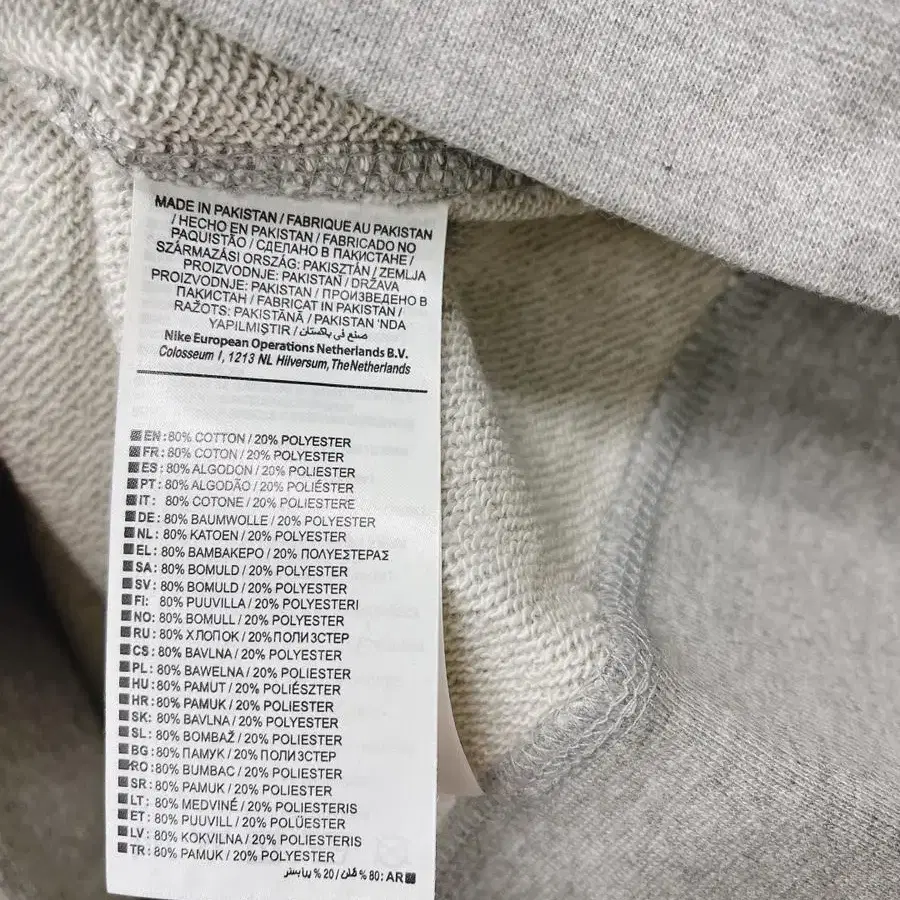 MADE IN PAKISTAN / FABRIQUE AU PAKISTAN
/ HECHO EN PAKISTAN / FABRICADO NO
PAQUISTÃO / СДЕЛАНО В ПАКИСТАНЕ /
SZÁRMAZÁSI ORSZÁG: PAKISZTÁN / ZEMLJA
PROIZVODNJE: PAKISTAN / DRŽAVA
PROIZVODNJE: PAKISTAN / ПРОИЗВЕДЕНО В
ПАКИСТАН / FABRICAT IN PAKISTAN /
RAŽOTS: PAKISTĀNĀ / PAKISTAN 'NDA
YAPILMIŞTIR / صنع في باكستان
Nike European Operations Netherlands B.V.
Colosseum 1, 1213 NL Hilversum, The Netherlands
EN: 80% COTTON / 20% POLYESTER
FR: 80% COTON / 20% POLYESTER
ES: 80% ALGODON / 20% POLIESTER
PT: 80% ALGODÃO / 20% POLIÉSTER
IT: 80% COTONE / 20% POLIESTERE
DE: 80% BAUMWOLLE / 20% POLYESTER
NL: 80% KATOEN / 20% POLYESTER
EL: 80% ΒΑΜΒΑΚΕΡΟ / 20% ΠΟΛΥΕΣΤΕΡΑΣ
SA: 80% BOMULD / 20% POLYESTER
SV: 80% BOMULD / 20% POLYESTER
FI: 80% PUUVILLA / 20% POLYESTERI
NO: 80% BOMULL / 20% POLYESTER
RU: 80% ХЛОПОК / 20% ПОЛИЗСТЕР
CS: 80% BAVLNA / 20% POLYESTER
PL: 80% BAWELNA / 20% POLIESTER
HU: 80% PAMUT / 20% POLIÉSZTER
HR: 80% PAMUK / 20% POLIESTER
SK: 80% BAVLNA / 20% POLYESTER
SL: 80% BOMBAŽ / 20% POLIESTER
BG: 80% ПАМУК / 20% ПОЛИЗСТЕР
RO: 80% BUMBAC / 20% POLIESTER
SR: 80% PAMUK / 20% POLIESTER
LT: 80% MEDVINÉ / 20% POLIESTERIS
ET: 80% PUUVILL / 20% POLÜESTER
LV: 80% KOKVILNA / 20% POLIESTERIS
TR: 80% PAMUK / 20% POLYESTER
AR :80 % قطن / 20 %